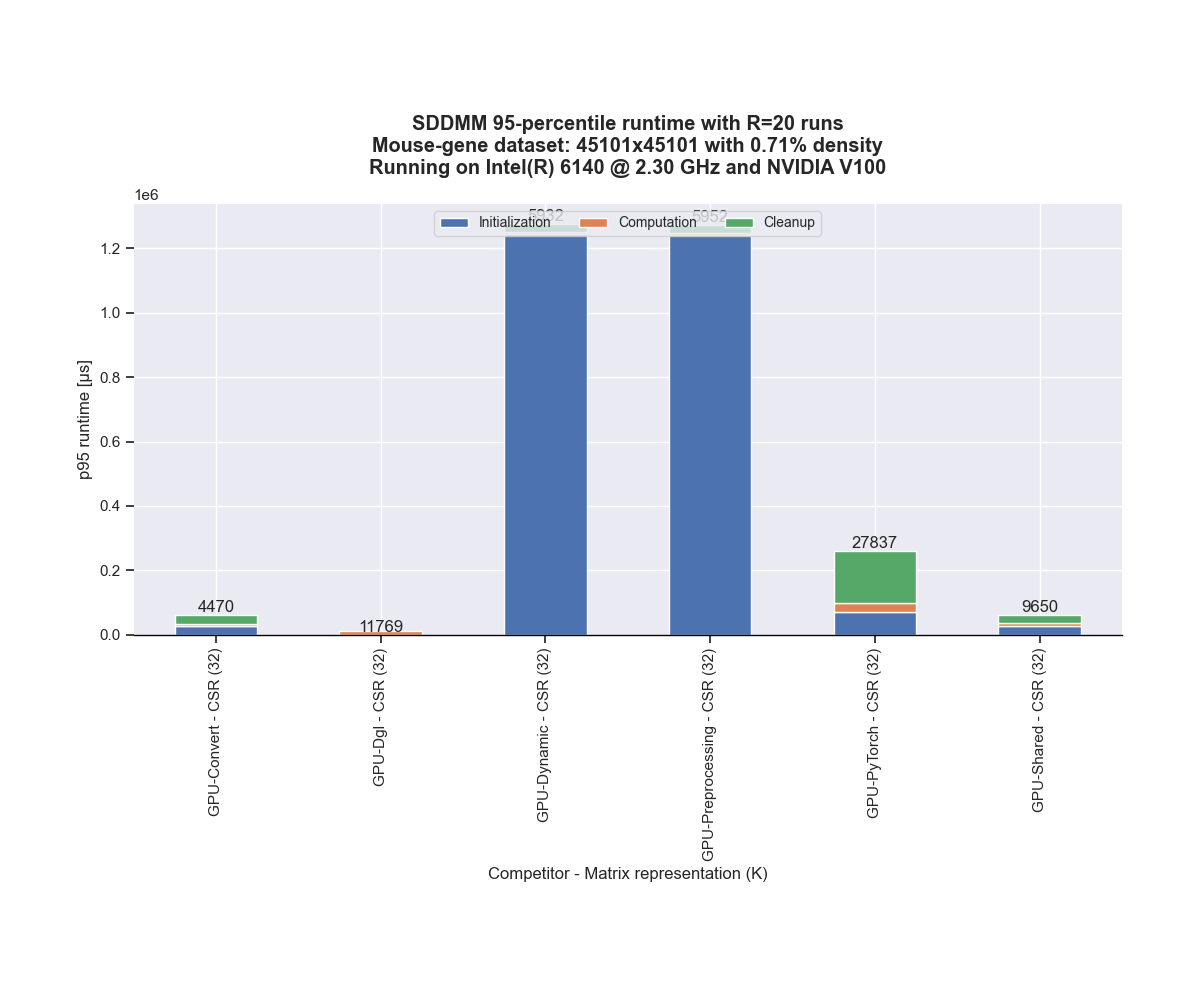 SDDMM 95-percentile runtime with R=20 runs
Mouse-gene dataset: 45101x45101 with 0.71% density
Running on Intel(R) 6140 @ 2.30 GHz and NVIDIA V100
1e6
5932
5952
Initialization
Computation
Cleanup
1.2
1.0
0.8
0.6
0.4
0.2
0.0
p95 runtime [µs]
4470
11769
27837
9650
GPU-Convert - CSR (32)
GPU-Dgl - CSR (32)
GPU-Dynamic - CSR (32)
GPU-Preprocessing - CSR (32)
GPU-PyTorch - CSR (32)
GPU-Shared - CSR (32)
Competitor - Matrix representation (K)